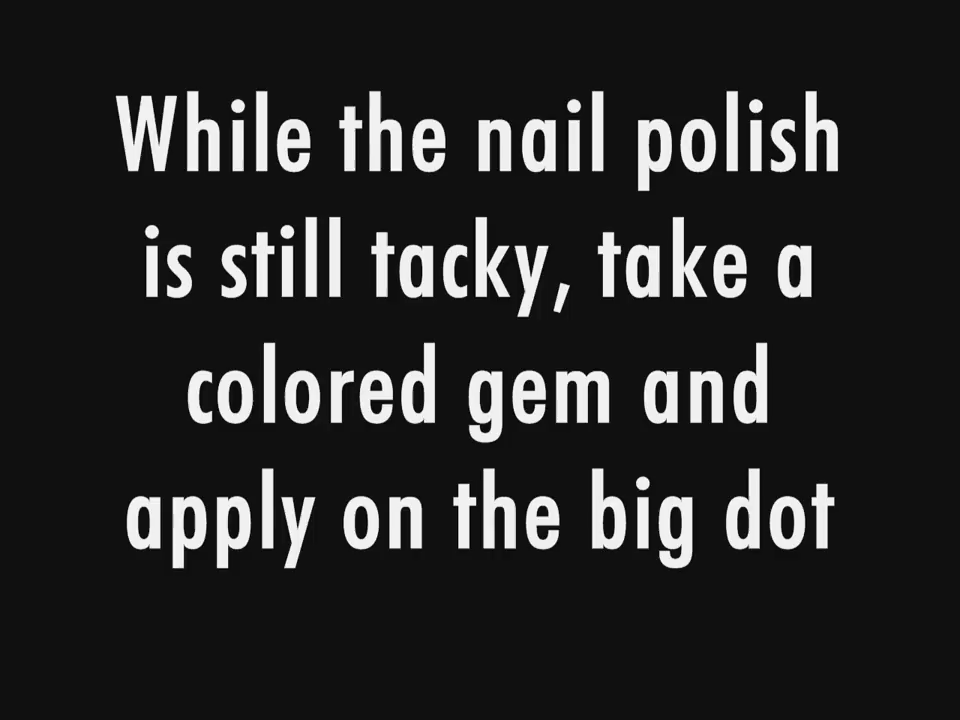 While the nail polish
is still tacky, take a
colored gem and
apply on the big dot